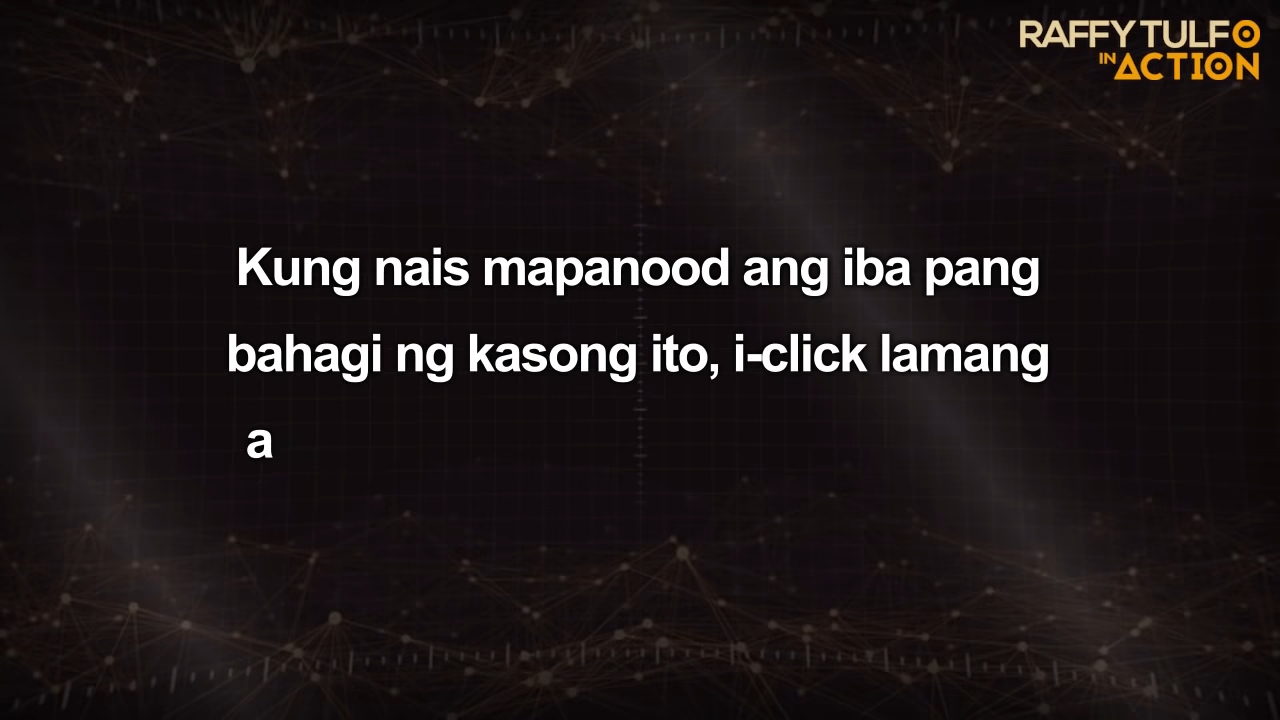 RAFFY TULFO
IN ACTION
Kung nais mapanood ang iba pang
bahagi ng kasong ito, i-click lamang
a